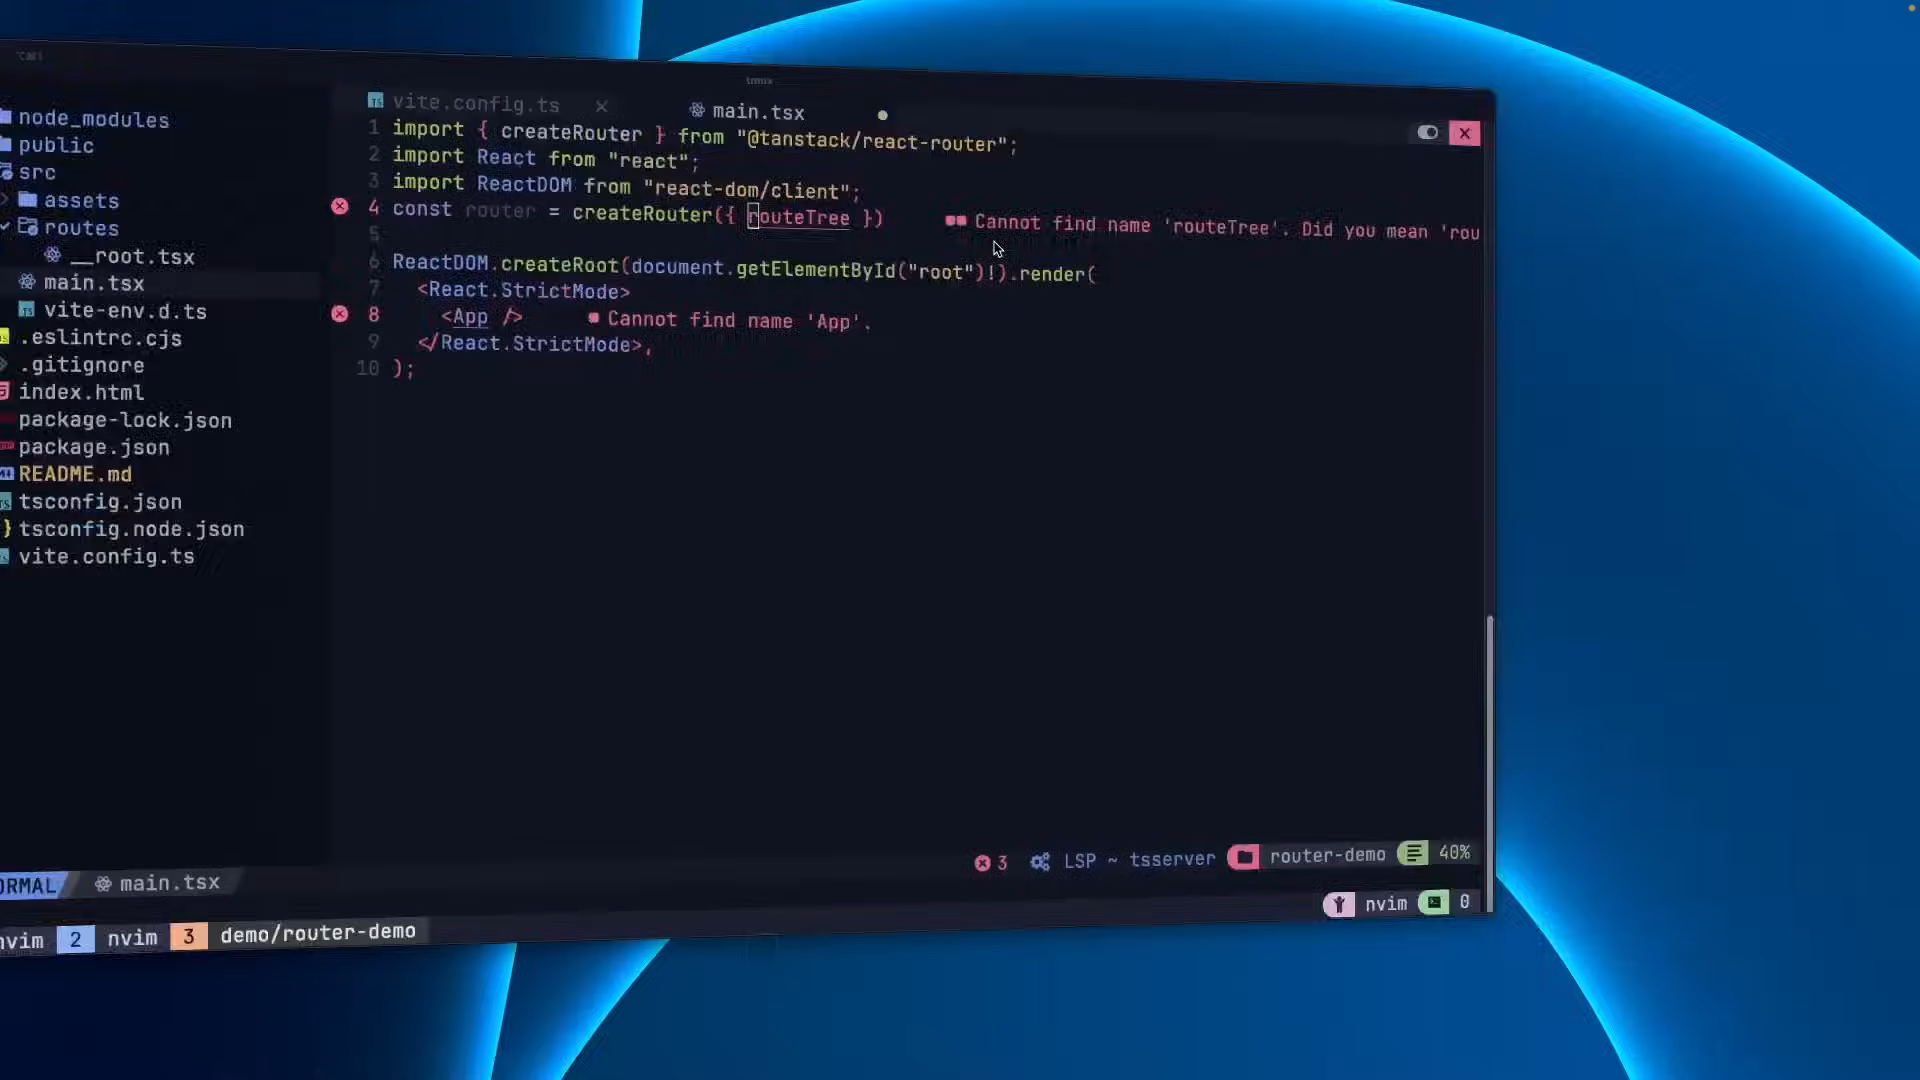 tmux
node_modules
public
src
assets
routes
__root.tsx
main.tsx
vite-env.d.ts
.eslintrc.cjs
.gitignore
index.html
package-lock.json
package.json
README.md
tsconfig.json
tsconfig.node.json
vite.config.ts
vite.config.ts
main.tsx
1 import { createRouter } from "@tanstack/react-router";
2 import React from "react";
3 import ReactDOM from "react-dom/client";
4 const router = createRouter({ routeTree }) Cannot find name 'routeTree'. Did you mean 'rou
5
6 ReactDOM.createRoot(document.getElementById("root")!).render(
7 <React.StrictMode>
8 <App /> Cannot find name 'App'.
9 </React.StrictMode>,
10 );
3 LSP ~ tsserver router-demo 40%
ORMAL main.tsx
nvim 0
nvim 2 nvim 3 demo/router-demo